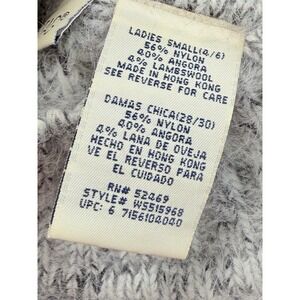 LADIES SMALL(4/6)
56% NYLON
40% ANGORA
4% LAMBSWOOL
MADE IN HONG KONG
SEE REVERSE FOR CARE
DAMAS CHICA(28/30)
56% NYLON
40% ANGORA
4% LANA DE OVEJA
HECHO EN HONG KONG
VE EL REVERSO PARA
EL CUIDADO
RN# 52469
STYLE# W5515968
UPC: 6 7156104040